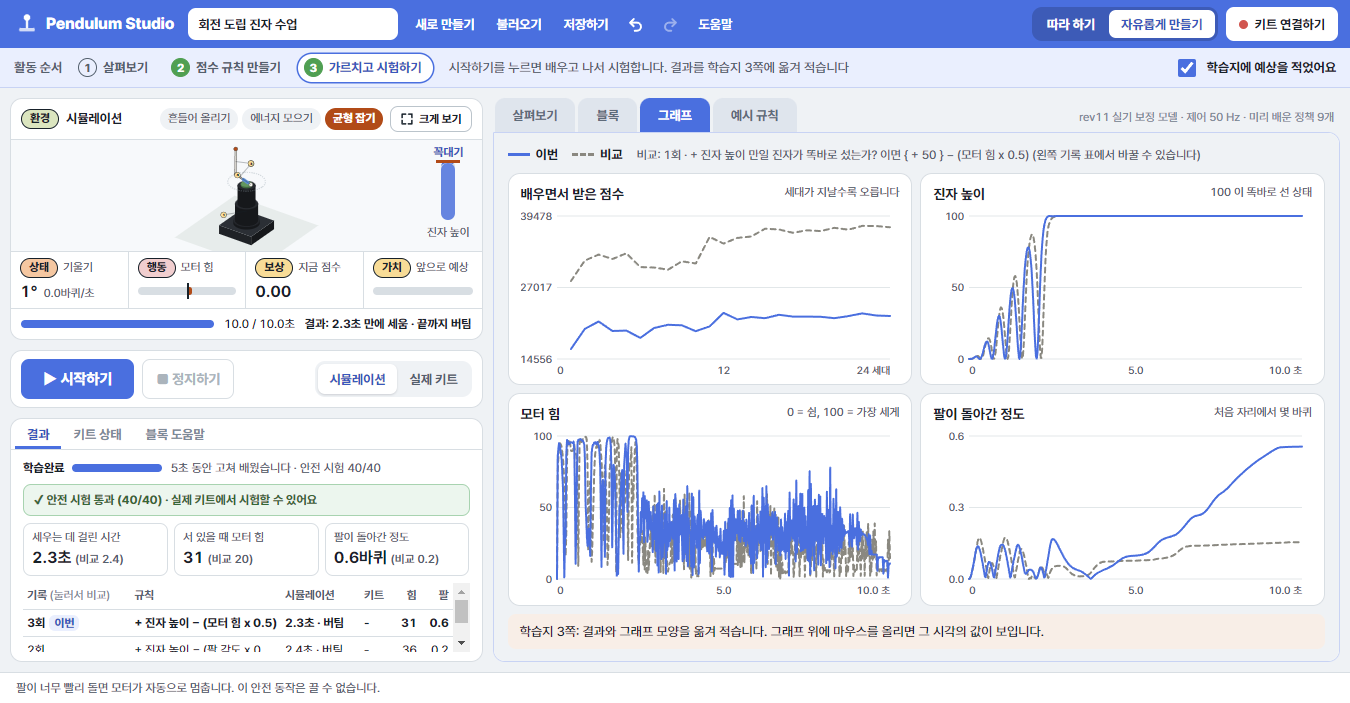 Pendulum Studio
회전 도립 진자 수업
새로 만들기 불러오기 저장하기 도움말
따라 하기 자유롭게 만들기 키트 연결하기
활동 순서 1 살펴보기 2 점수 규칙 만들기 3 가르치고 시험하기 시작하기를 누르면 배우고 나서 시험합니다. 결과를 학습지 3쪽에 옮겨 적습니다
학습지에 예상을 적었어요
환경 시뮬레이션 흔들어 올리기 에너지 모으기 균형 잡기 크게 보기
꼭대기
진자 높이
상태 기울기
1° 0.0바퀴/초
행동 모터 힘
보상 지금 점수
0.00
가치 앞으로 예상
10.0 / 10.0초 결과: 2.3초 만에 세움 · 끝까지 버팀
시작하기 정지하기 시뮬레이션 실제 키트
결과 키트 상태 블록 도움말
학습완료 5초 동안 고쳐 배웠습니다 · 안전 시험 40/40
✓ 안전 시험 통과 (40/40) · 실제 키트에서 시험할 수 있어요
세우는 데 걸린 시간
2.3초 (비교 2.4)
서 있을 때 모터 힘
31 (비교 20)
팔이 돌아간 정도
0.6바퀴 (비교 0.2)
기록 (눌러서 비교) 규칙 시뮬레이션 키트 힘 팔
3회 이번 + 진자 높이 − (모터 힘 x 0.5) 2.3초 · 버팀 - 31 0.6
2회 + 진자 높이 − (팔 각도 x 0 2.4초 · 버팀 - 36 0.2
살펴보기 블록 그래프 예시 규칙
rev11 실기 보정 모델 · 제어 50 Hz · 미리 배운 정책 9개
이번 비교 비교: 1회 · + 진자 높이 만일 진자가 똑바로 섰는가? 이면 { + 50 } − (모터 힘 x 0.5) (왼쪽 기록 표에서 바꿀 수 있습니다)
배우면서 받은 점수 세대가 지날수록 오릅니다
39478
27017
14556
0 12 24 세대
진자 높이 100 이 똑바로 선 상태
100
50
0
0 5.0 10.0 초
모터 힘 0 = 쉼, 100 = 가장 세게
100
50
0
0 5.0 10.0 초
팔이 돌아간 정도 처음 자리에서 몇 바퀴
0.6
0.3
0.0
0 5.0 10.0 초
학습지 3쪽: 결과와 그래프 모양을 옮겨 적습니다. 그래프 위에 마우스를 올리면 그 시각의 값이 보입니다.
팔이 너무 빨리 돌면 모터가 자동으로 멈춥니다. 이 안전 동작은 끌 수 없습니다.